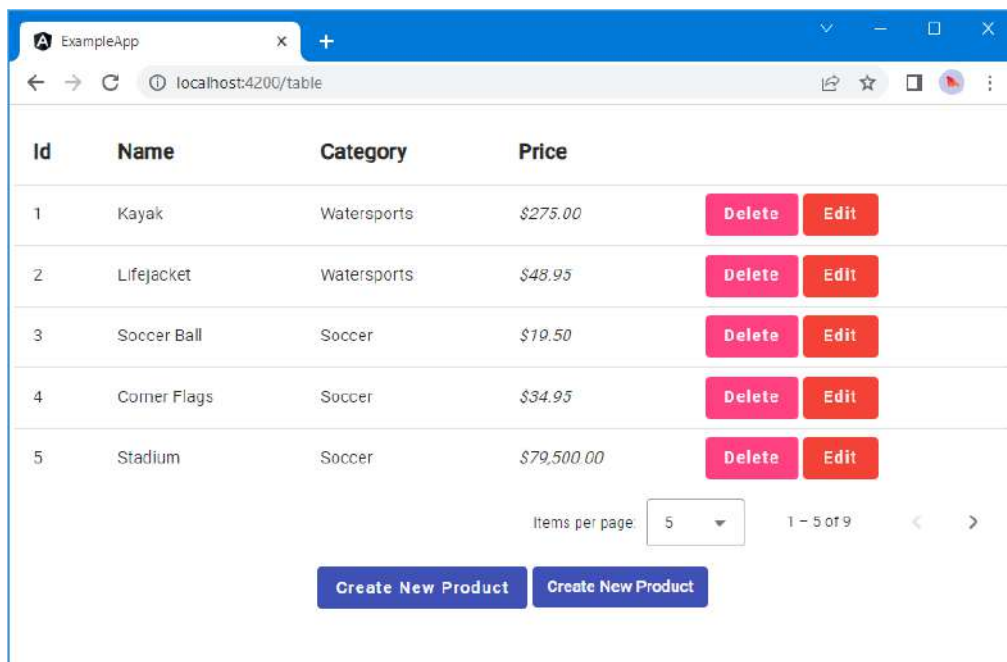 ExampleApp
localhost:4200/table
Id Name Category Price
1 Kayak Watersports $275.00 Delete Edit
2 Lifejacket Watersports $48.95 Delete Edit
3 Soccer Ball Soccer $19.50 Delete Edit
4 Corner Flags Soccer $34.95 Delete Edit
5 Stadium Soccer $79,500.00 Delete Edit
Items per page: 5 1 – 5 of 9
Create New Product Create New Product